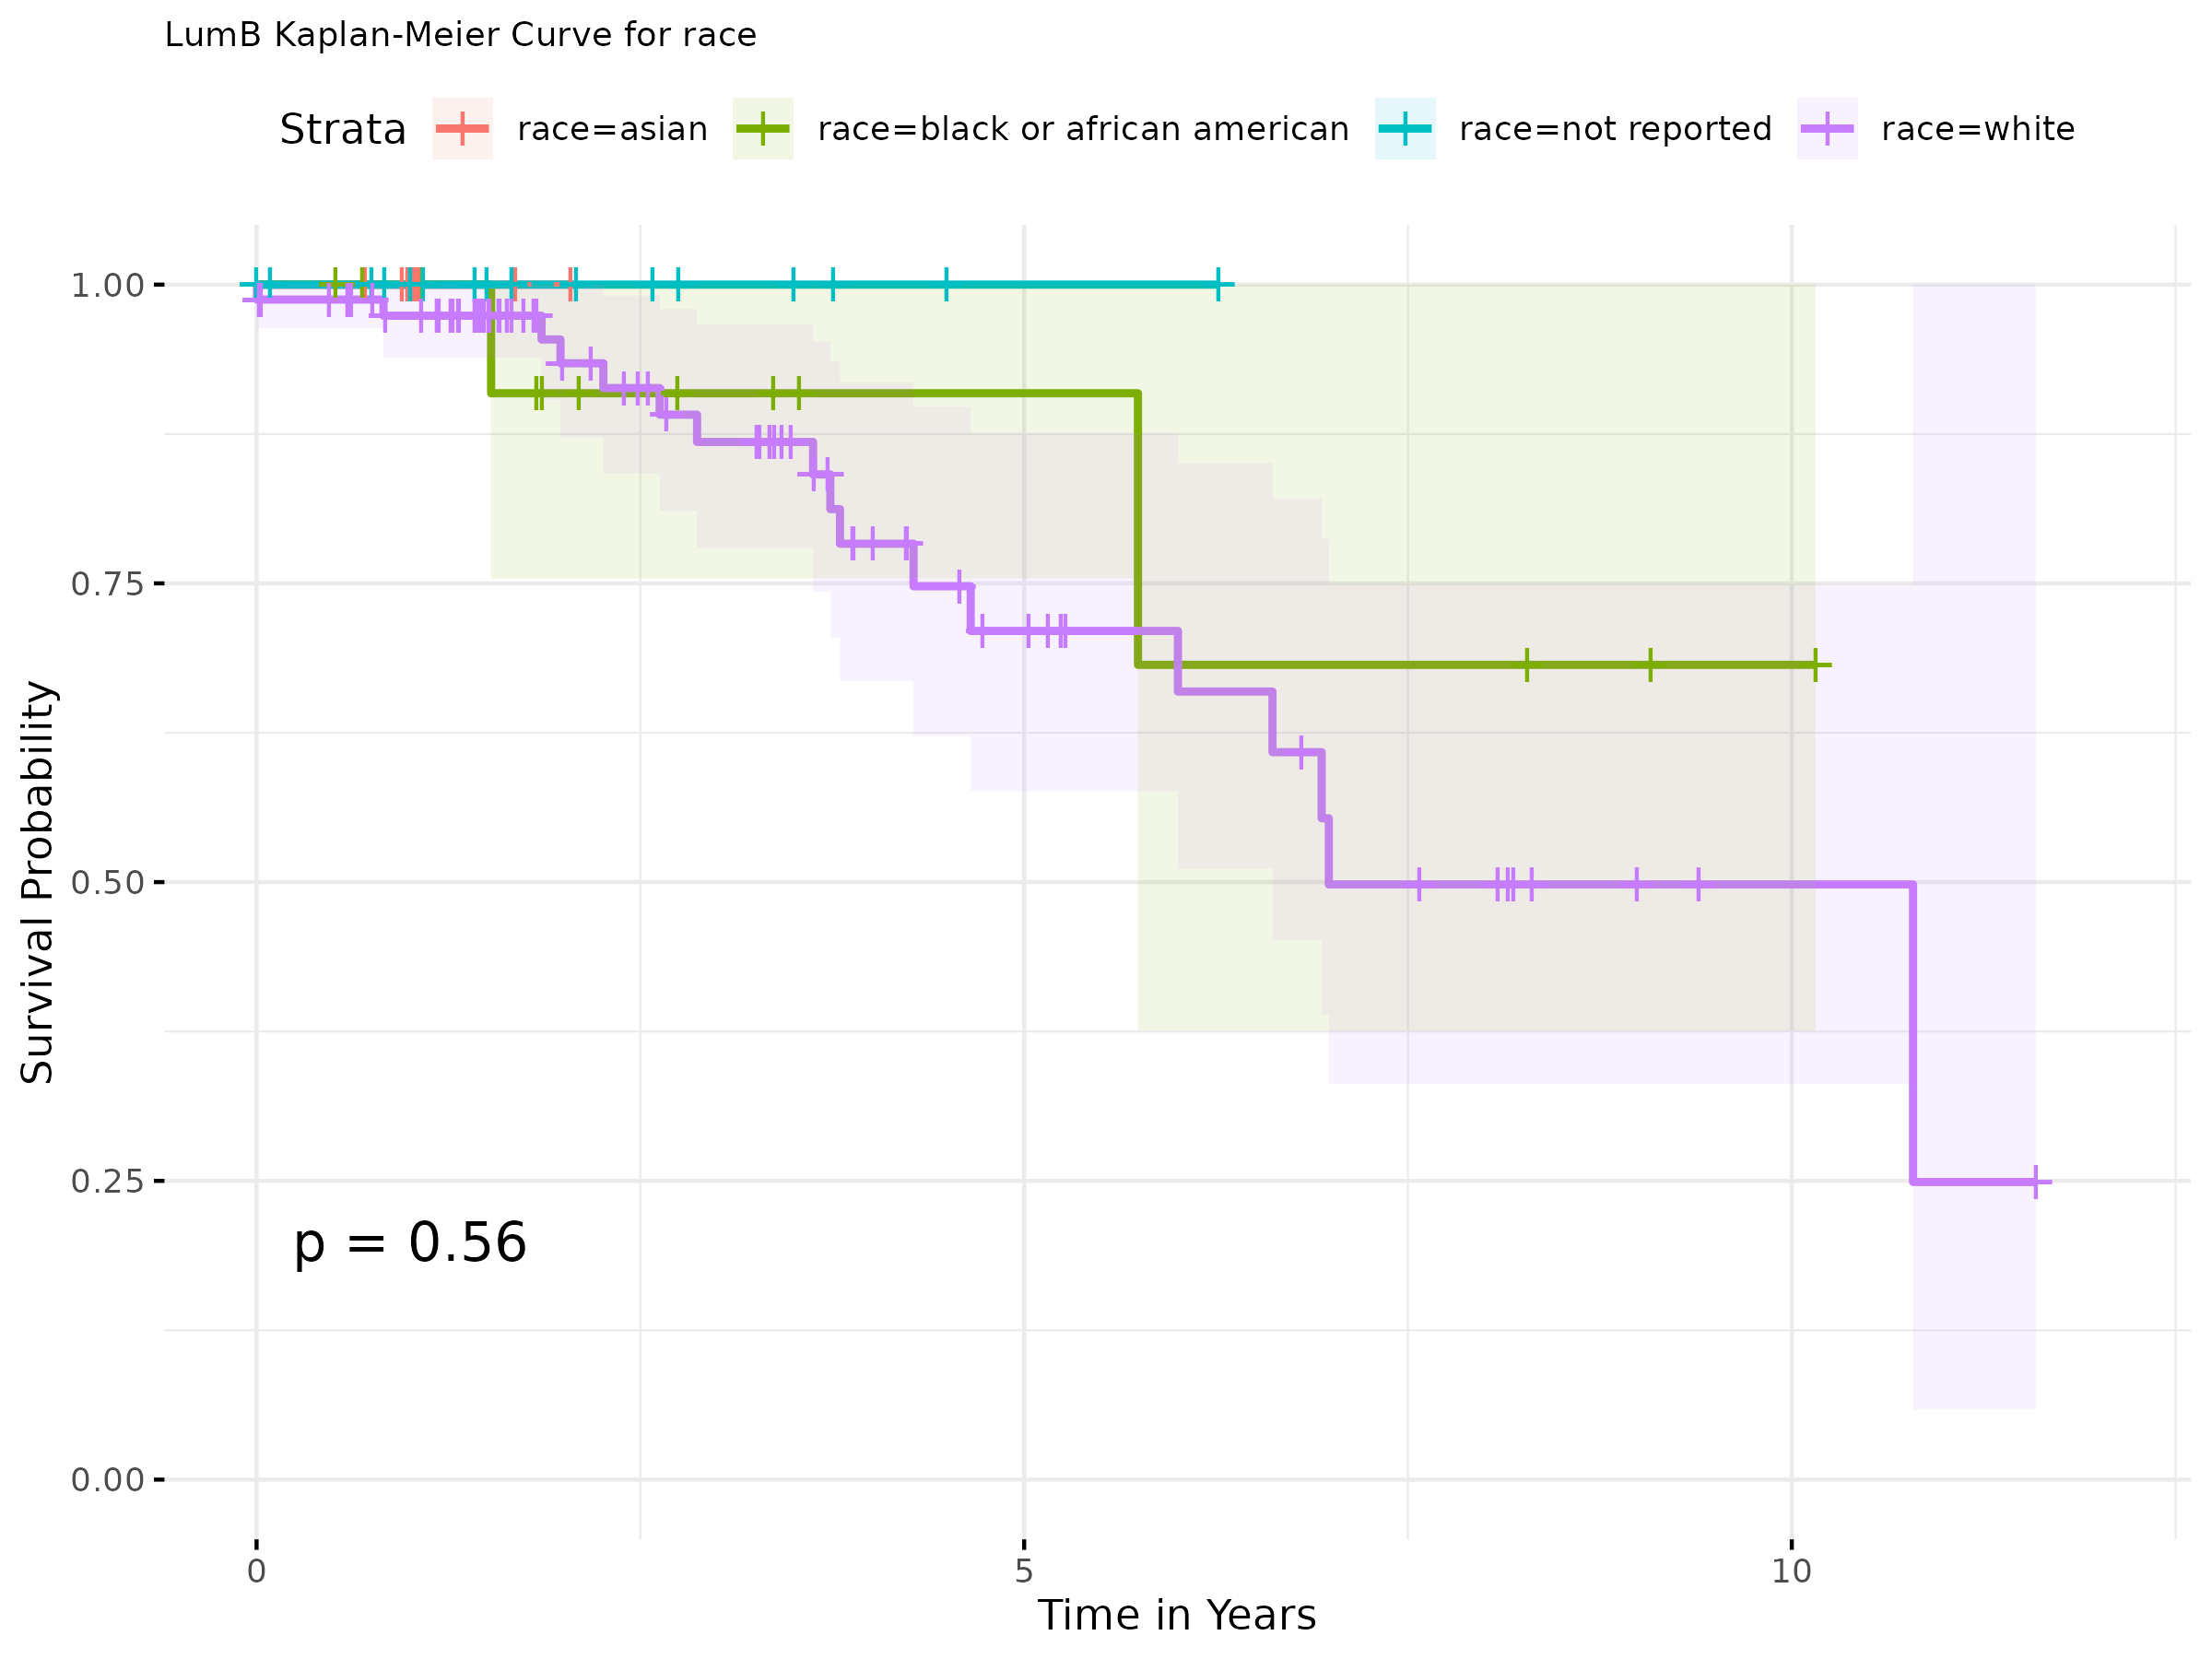 LumB Kaplan-Meier Curve for race
Strata race=asian race=black or african american race=not reported race=white
1.00
0.75
0.50
0.25
0.00
Survival Probability
p = 0.56
0 5 10
Time in Years